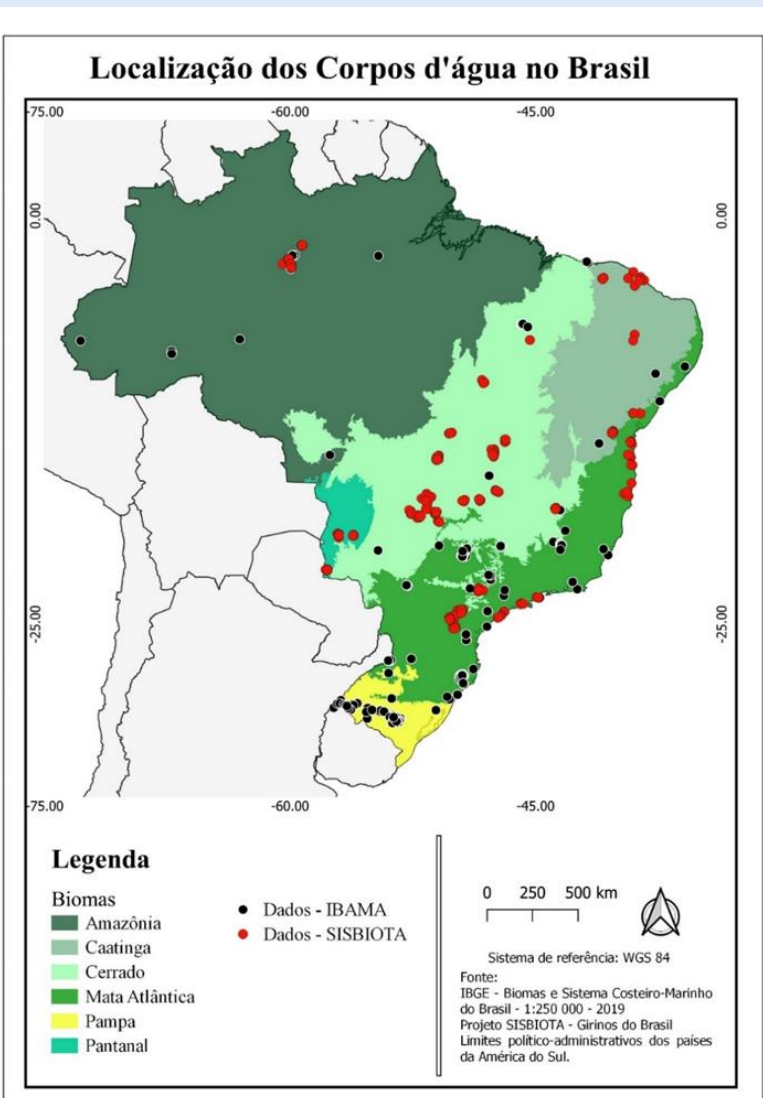 Localização dos Corpos d'água no Brasil
-75.00 -60.00 -45.00
0.00 0.00
-25.00 -25.00
-75.00 -60.00 -45.00
Legenda
Biomas
Amazônia
Caatinga
Cerrado
Mata Atlântica
Pampa
Pantanal
Dados - IBAMA
Dados - SISBIOTA
0 250 500 km
Sistema de referência: WGS 84
Fonte:
IBGE - Biomas e Sistema Costeiro-Marinho
do Brasil - 1:250 000 - 2019
Projeto SISBIOTA - Girinos do Brasil
Limites político-administrativos dos países
da América do Sul.